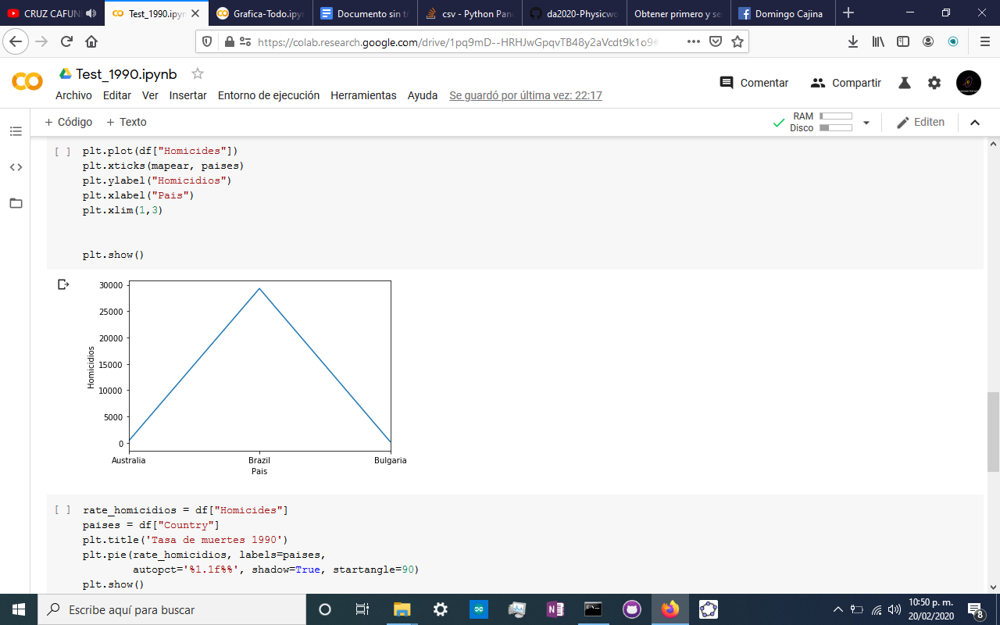 CRUZ CAFUN
Test_1990.ipyn
Grafica-Todo.ipy
Documento sin t
csv - Python Pan
da2020-Physicwo
Obtener primero y se
Domingo Cajina
https://colab.research.google.com/drive/1pq9mD--HRHJwGpqvTB48y2aVcdt9k1o9#
Test_1990.ipynb
Comentar
Compartir
Archivo Editar Ver Insertar Entorno de ejecución Herramientas Ayuda Se guardó por última vez: 22:17
+ Código + Texto
RAM
Disco
Editen
[ ] plt.plot(df["Homicides"])
plt.xticks(mapear, paises)
plt.ylabel("Homicidios")
plt.xlabel("Pais")
plt.xlim(1,3)
plt.show()
30000
25000
20000
15000
10000
5000
0
Homicidios
Australia Brazil Bulgaria
Pais
[ ] rate_homicidios = df["Homicides"]
paises = df["Country"]
plt.title('Tasa de muertes 1990')
plt.pie(rate_homicidios, labels=paises,
autopct='%1.1f%%', shadow=True, startangle=90)
plt.show()
Escribe aquí para buscar
10:50 p. m.
20/02/2020
8